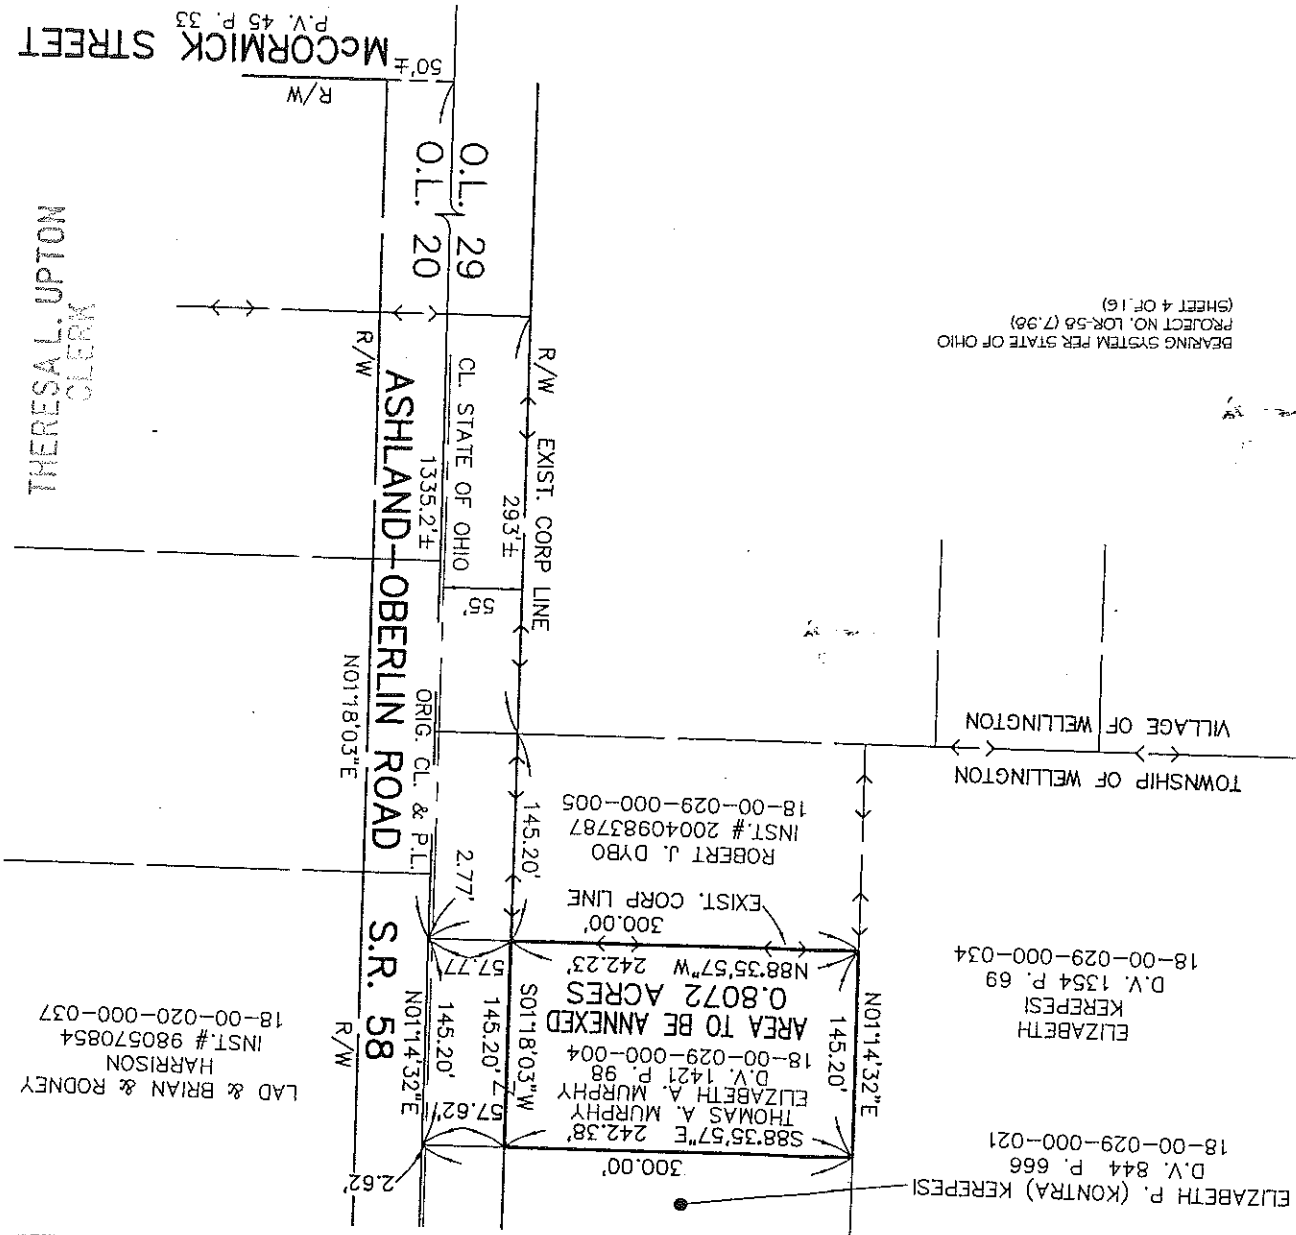 McCORMICK STREET
P.V. 45 P. 33
50'±
R/W
O.L. 29
O.L. 20
THERESA L. UPTON
CLERK
R/W
R/W
EXIST. CORP LINE
293'±
CL. STATE OF OHIO
1335.2'±
55'
ASHLAND-OBERLIN ROAD S.R. 58
N01°18'03"E
ORIG. CL. & P.L.
BEARING SYSTEM PER STATE OF OHIO
PROJECT NO. LOR-58 (7.98)
(SHEET 4 OF 16)
VILLAGE OF WELLINGTON
TOWNSHIP OF WELLINGTON
145.20'
2.77'
ROBERT J. DYBO
INST.# 20040983787
18-00-029-000-005
EXIST. CORP LINE
300.00'
N88°35'57"W 242.23'
57.77'
AREA TO BE ANNEXED
0.8072 ACRES
THOMAS A. MURPHY
ELIZABETH A. MURPHY
D.V. 1421 P. 98
18-00-029-000-004
S88°35'57"E 242.38'
300.00'
S01°18'03"W
145.20'
57.62'
2.62'
N01°14'32"E
145.20'
N01°14'32"E
145.20'
R/W
LAD & BRIAN & RODNEY
HARRISON
INST.# 980570854
18-00-020-000-037
ELIZABETH
KEREPESI
D.V. 1354 P. 69
18-00-029-000-034
ELIZABETH P. (KONTRA) KEREPESI
D.V. 844 P. 666
18-00-029-000-021